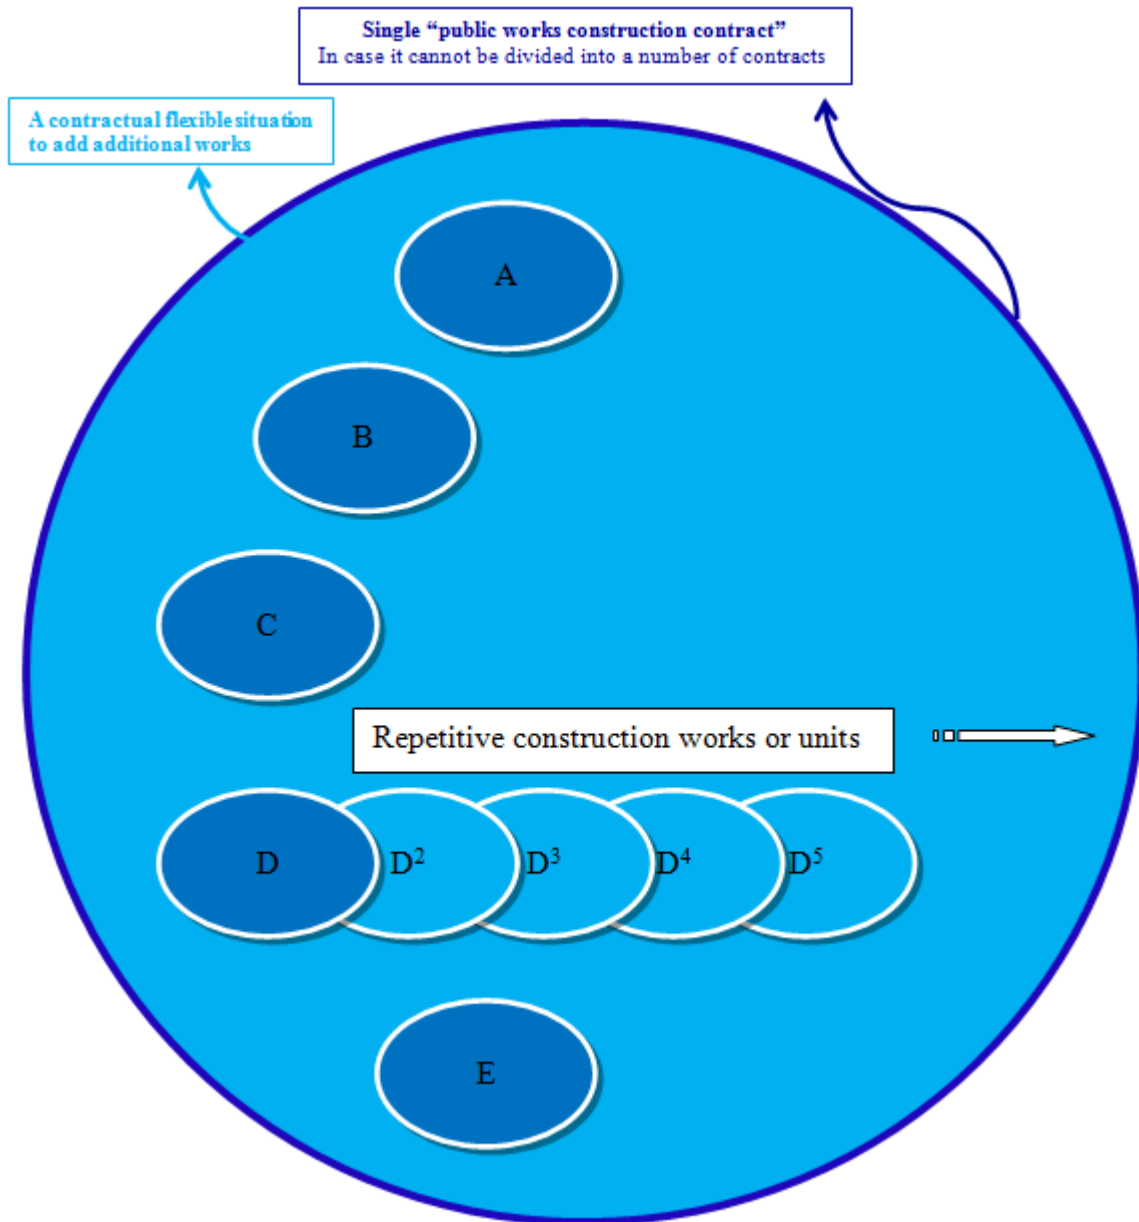 Single “public works construction contract”
In case it cannot be divided into a number of contracts
A contractual flexible situation
to add additional works
A
B
C
Repetitive construction works or units
D D² D³ D⁴ D⁵
E